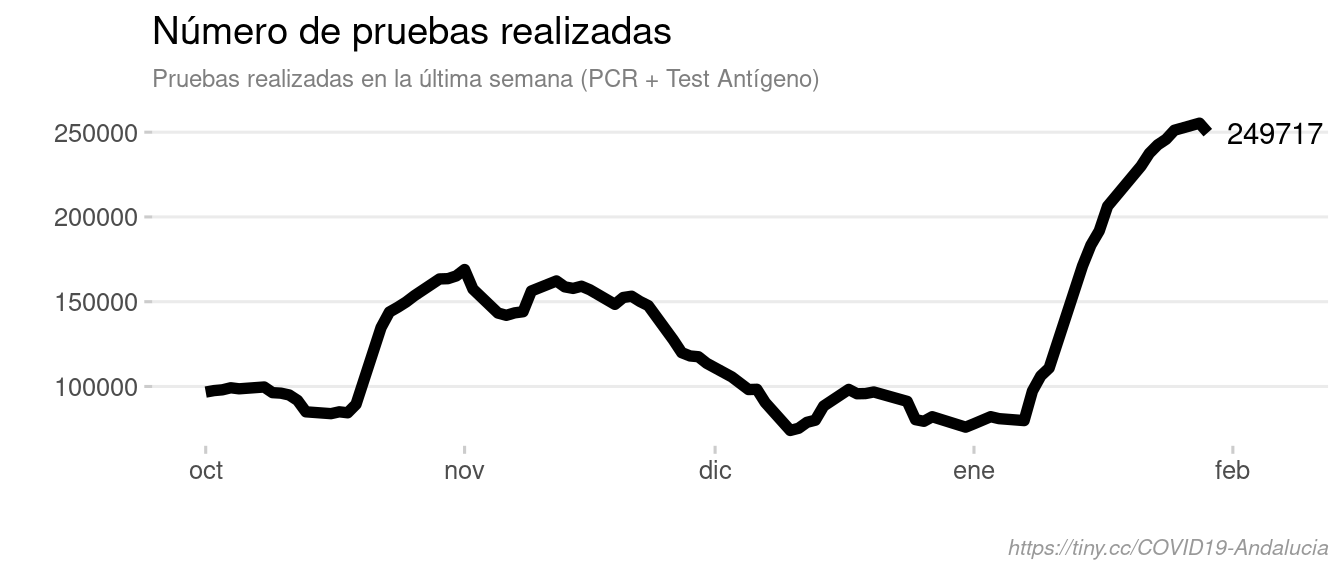 Número de pruebas realizadas
Pruebas realizadas en la última semana (PCR + Test Antígeno)
250000
249717
200000
150000
100000
oct nov dic ene feb
https://tiny.cc/COVID19-Andalucia